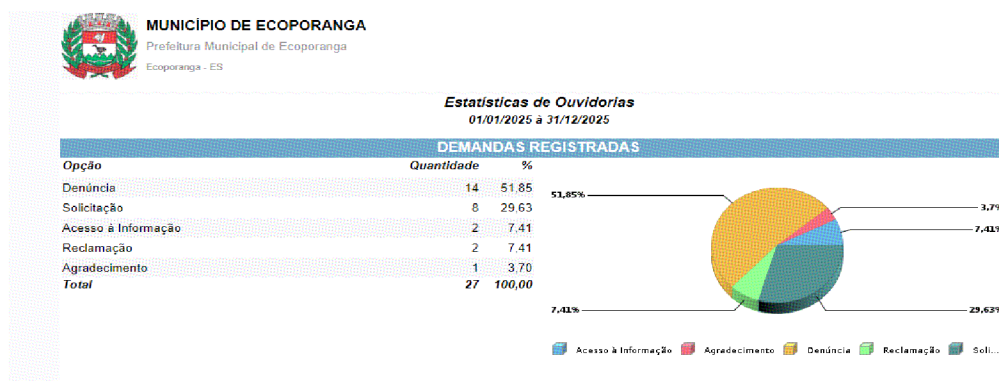 MUNICÍPIO DE ECOPORANGA
Prefeitura Municipal de Ecoporanga
Ecoporanga - ES
Estatísticas de Ouvidorias
01/01/2025 à 31/12/2025
DEMANDAS REGISTRADAS
Opção Quantidade %
Denúncia 14 51,85
Solicitação 8 29,63
Acesso à Informação 2 7,41
Reclamação 2 7,41
Agradecimento 1 3,70
Total 27 100,00
51,85%
3,7%
7,41%
7,41%
29,63%
Acesso à Informação Agradecimento Denúncia Reclamação Soli...